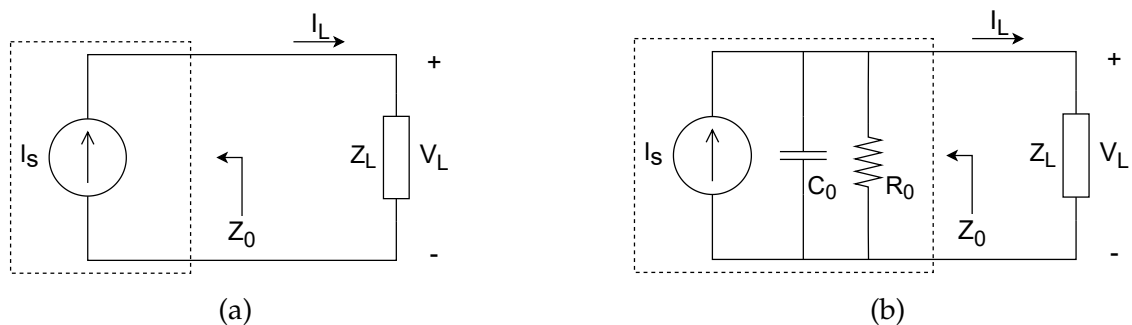 I_L
+
I_S
Z_L
V_L
Z_0
-
(a)
I_L
+
I_S
C_0
R_0
Z_L
V_L
Z_0
-
(b)